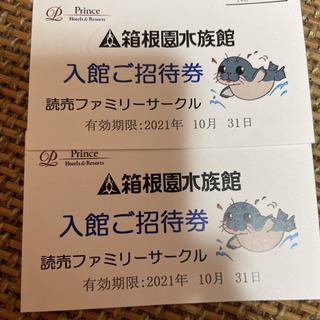 No
Prince
Hotels & Resorts
箱根園水族館
入館ご招待券
読売ファミリーサークル
有効期限:2021年 10月 31日
Prince
Hotels & Resorts
箱根園水族館
入館ご招待券
読売ファミリーサークル
有効期限:2021年 10月 31日